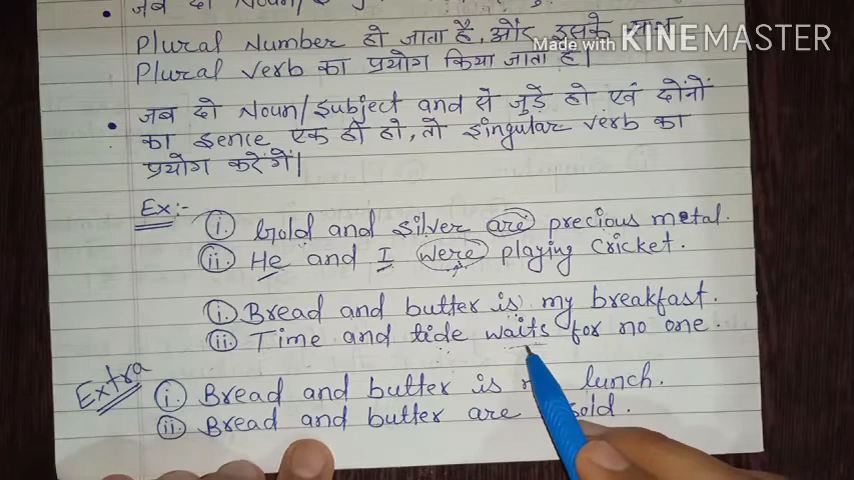 • जब दो Noun/
Plural Number हो जाता है, और इसके साथ
Made with KINEMASTER
Plural verb का प्रयोग किया जाता है।
• जब दो Noun/Subject and से जुड़े हो एवं दोंनों
का sence एक ही हो, तो singular verb का
प्रयोग करेंगें।
Ex:- i. Gold and silver are precious metal.
ii. He and I were playing cricket.
i. Bread and butter is my breakfast.
ii. Time and tide waits for no one.
Extra i. Bread and butter is lunch.
ii. Bread and butter are sold.